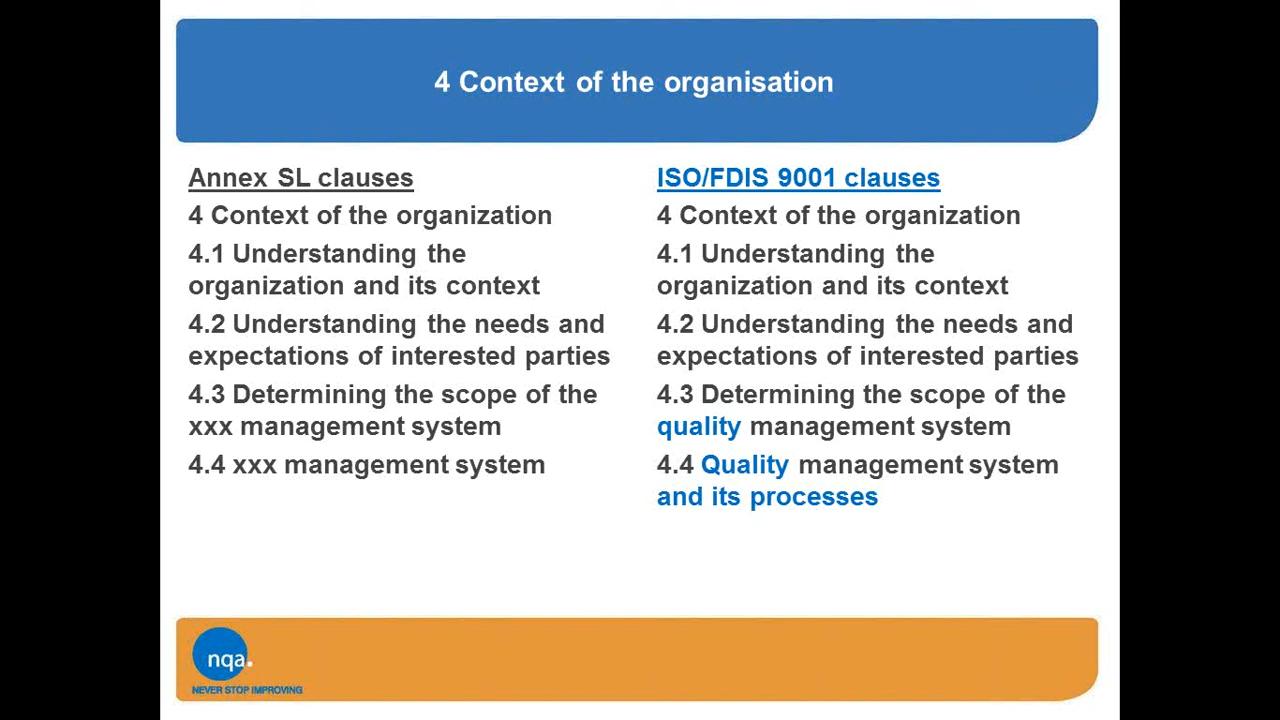 4 Context of the organisation
Annex SL clauses
4 Context of the organization
4.1 Understanding the
organization and its context
4.2 Understanding the needs and
expectations of interested parties
4.3 Determining the scope of the
xxx management system
4.4 xxx management system
ISO/FDIS 9001 clauses
4 Context of the organization
4.1 Understanding the
organization and its context
4.2 Understanding the needs and
expectations of interested parties
4.3 Determining the scope of the
quality management system
4.4 Quality management system
and its processes
nqa.
NEVER STOP IMPROVING